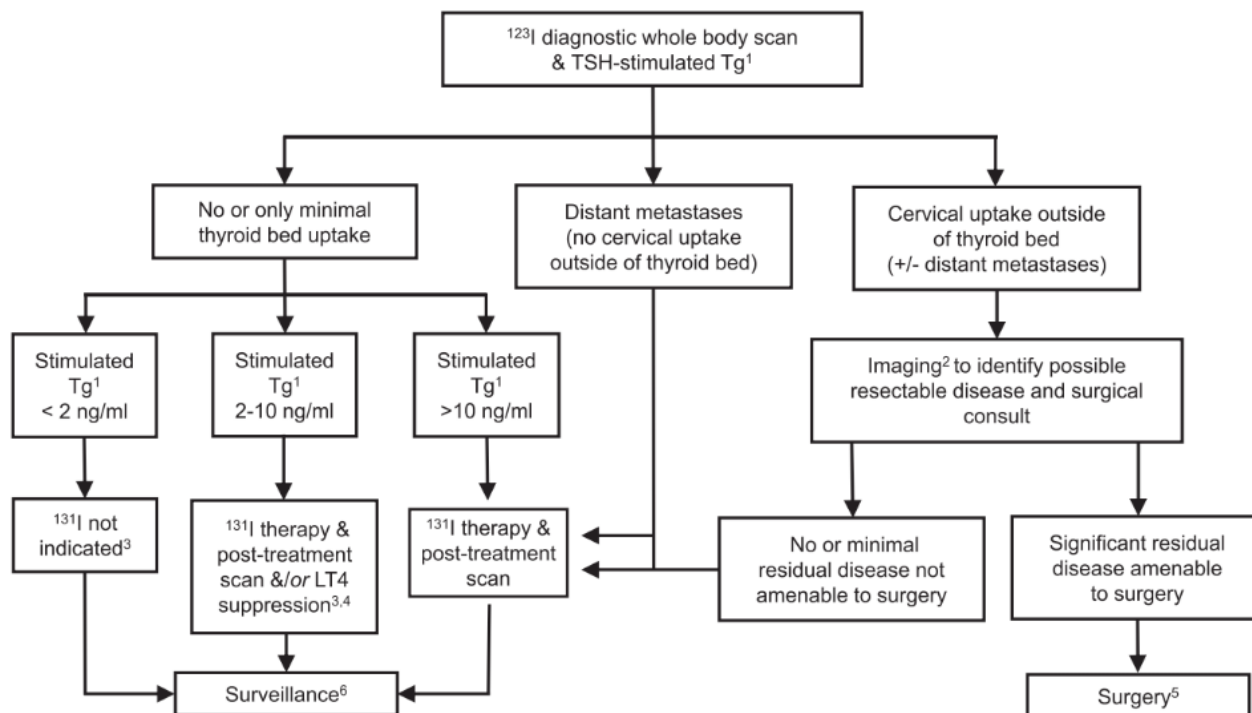 ¹²³I diagnostic whole body scan
& TSH-stimulated Tg¹
No or only minimal
thyroid bed uptake
Distant metastases
(no cervical uptake
outside of thyroid bed)
Cervical uptake outside
of thyroid bed
(+/- distant metastases)
Stimulated
Tg¹
< 2 ng/ml
Stimulated
Tg¹
2-10 ng/ml
Stimulated
Tg¹
>10 ng/ml
Imaging² to identify possible
resectable disease and surgical
consult
¹³¹I not
indicated³
¹³¹I therapy &
post-treatment
scan &/or LT4
suppression³,⁴
¹³¹I therapy &
post-treatment
scan
No or minimal
residual disease not
amenable to surgery
Significant residual
disease amenable
to surgery
Surveillance⁶
Surgery⁵